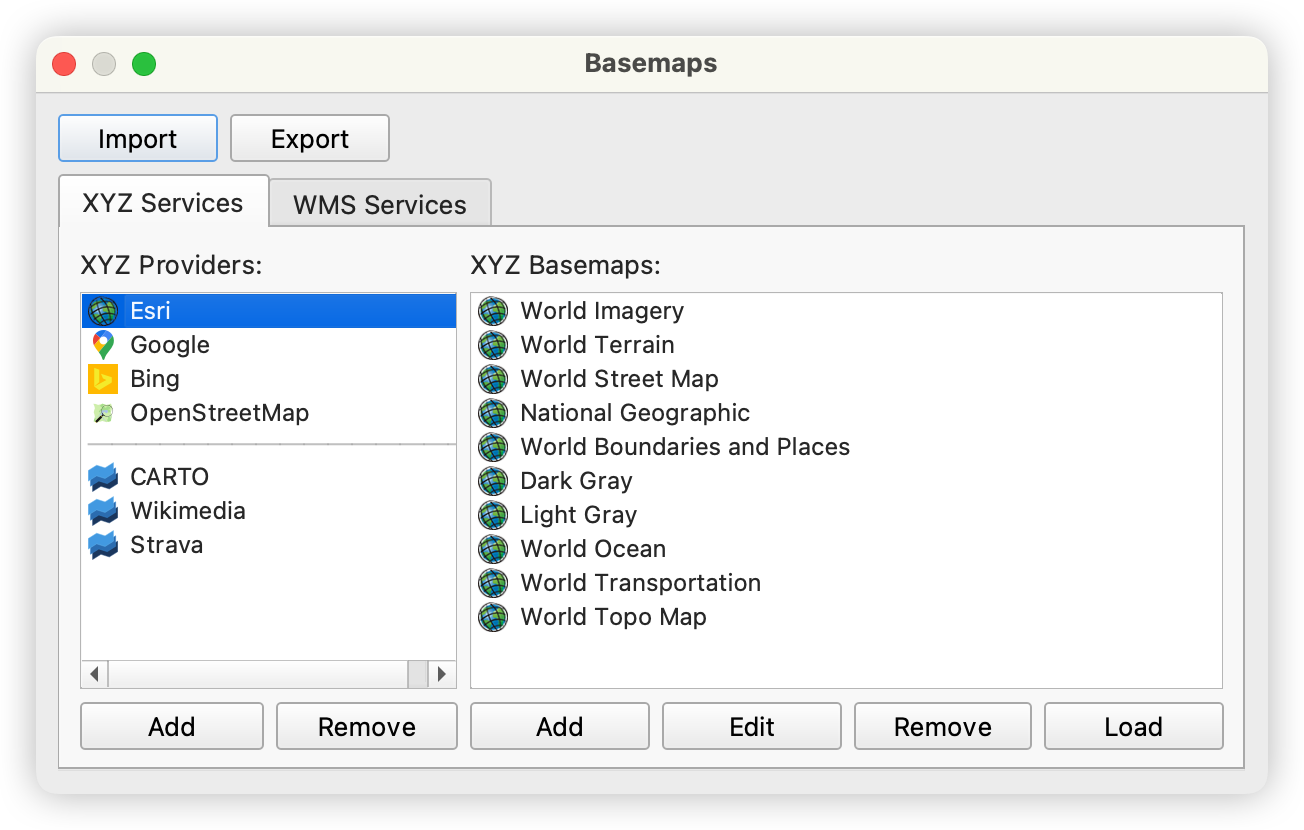 Basemaps
Import
Export
XYZ Services
WMS Services
XYZ Providers:
Esri
Google
Bing
OpenStreetMap
CARTO
Wikimedia
Strava
XYZ Basemaps:
World Imagery
World Terrain
World Street Map
National Geographic
World Boundaries and Places
Dark Gray
Light Gray
World Ocean
World Transportation
World Topo Map
Add
Remove
Add
Edit
Remove
Load